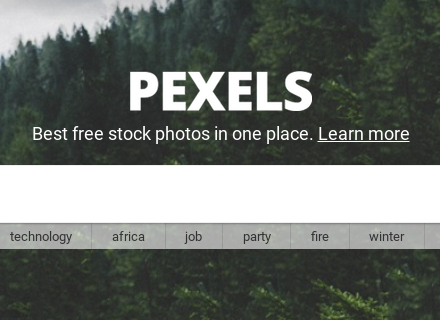 PEXELS
Best free stock photos in one place. Learn more
technology africa job party fire winter